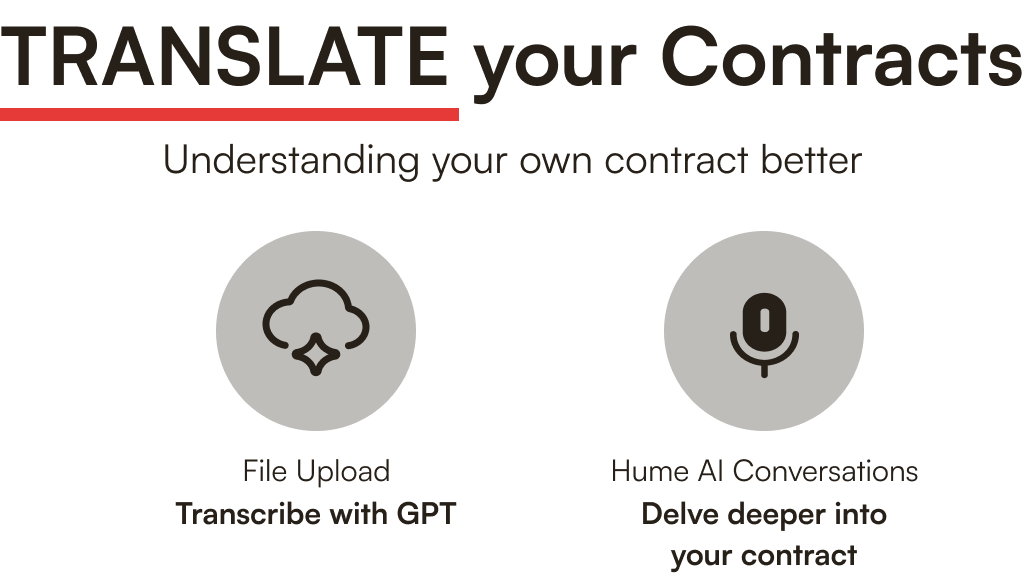 TRANSLATE your Contracts
Understanding your own contract better
File Upload
Transcribe with GPT
Hume AI Conversations
Delve deeper into
your contract